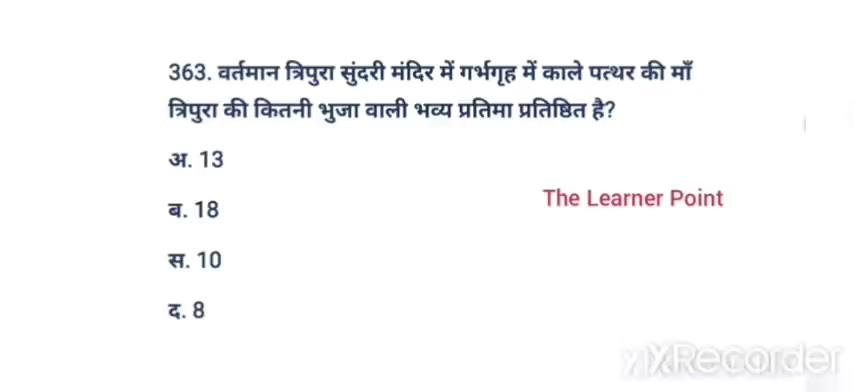 363. वर्तमान त्रिपुरा सुंदरी मंदिर में गर्भगृह में काले पत्थर की माँ
त्रिपुरा की कितनी भुजा वाली भव्य प्रतिमा प्रतिष्ठित है?
अ. 13
ब. 18
The Learner Point
स. 10
द. 8
XRecorder